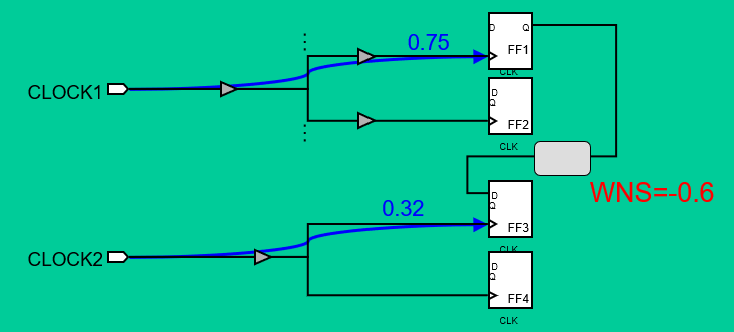 0.75
D Q
FF1
CLK
CLOCK1
D
Q
FF2
CLK
WNS=-0.6
D
Q
0.32
FF3
CLK
CLOCK2
D
Q
FF4
CLK